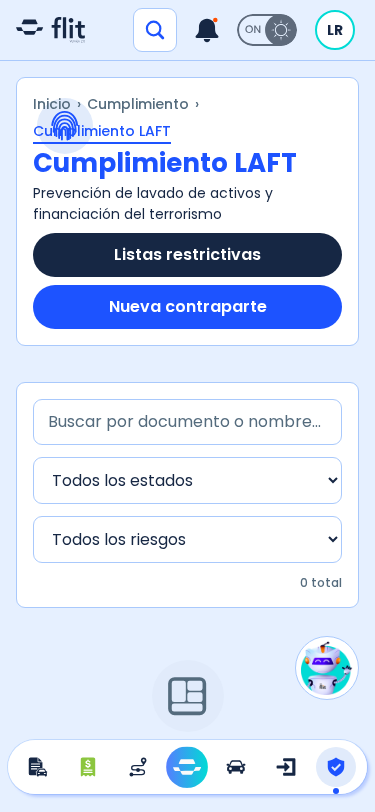 flit
ON
LR
Inicio › Cumplimiento ›
Cumplimiento LAFT
Cumplimiento LAFT
Prevención de lavado de activos y
financiación del terrorismo
Listas restrictivas
Nueva contraparte
Buscar por documento o nombre...
Todos los estados
Todos los riesgos
0 total